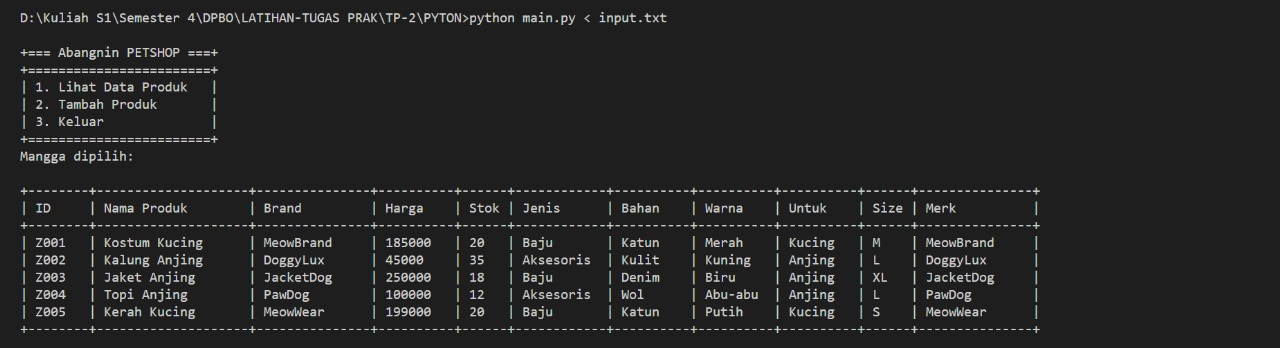 D:\Kuliah S1\Semester 4\DPBO\LATIHAN-TUGAS PRAK\TP-2\PYTON>python main.py < input.txt
+=== Abangnin PETSHOP ===+
+========================+
| 1. Lihat Data Produk   |
| 2. Tambah Produk       |
| 3. Keluar              |
+========================+
Mangga dipilih:
+--------+--------------------+---------------+----------+------+------------+----------+----------+----------+------+---------------+
| ID     | Nama Produk        | Brand         | Harga    | Stok | Jenis      | Bahan    | Warna    | Untuk    | Size | Merk          |
+--------+--------------------+---------------+----------+------+------------+----------+----------+----------+------+---------------+
| Z001   | Kostum Kucing      | MeowBrand     | 185000   | 20   | Baju       | Katun    | Merah    | Kucing   | M    | MeowBrand     |
| Z002   | Kalung Anjing      | DoggyLux      | 45000    | 35   | Aksesoris  | Kulit    | Kuning   | Anjing   | L    | DoggyLux      |
| Z003   | Jaket Anjing       | JacketDog     | 250000   | 18   | Baju       | Denim    | Biru     | Anjing   | XL   | JacketDog     |
| Z004   | Topi Anjing        | PawDog        | 100000   | 12   | Aksesoris  | Wol      | Abu-abu  | Anjing   | L    | PawDog        |
| Z005   | Kerah Kucing       | MeowWear      | 199000   | 20   | Baju       | Katun    | Putih    | Kucing   | S    | MeowWear      |
+--------+--------------------+---------------+----------+------+------------+----------+----------+----------+------+---------------+